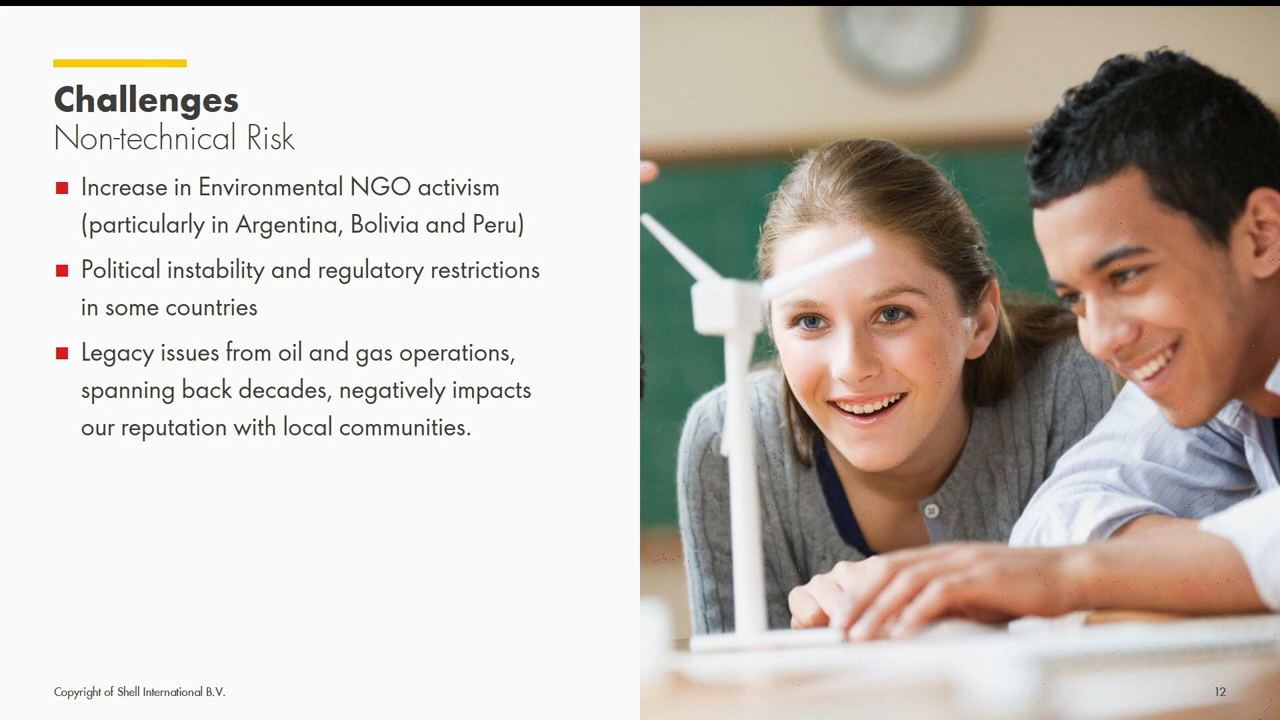 Challenges
Non-technical Risk
Increase in Environmental NGO activism
(particularly in Argentina, Bolivia and Peru)
Political instability and regulatory restrictions
in some countries
Legacy issues from oil and gas operations,
spanning back decades, negatively impacts
our reputation with local communities.
Copyright of Shell International B.V.
12